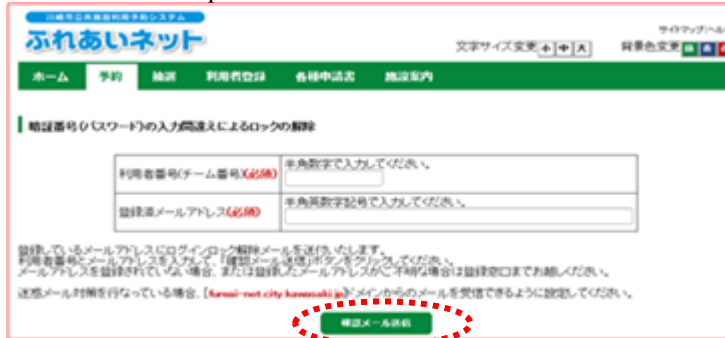 川崎市公共施設利用予約システム
ふれあいネット
サイトマップ/ヘル
文字サイズ変更 小 中 大
背景色変更
ホーム 予約 抽選 利用者登録 各種申請書 施設案内
暗証番号(パスワード)の入力間違えによるロックの解除
利用者番号(チーム番号)(必須)
半角数字で入力してください。
登録済メールアドレス(必須)
半角英数字記号で入力してください。
登録しているメールアドレスにログインロック解除メールを送付いたします。
利用者番号とメールアドレスを入力して、「確認メール送信」ボタンをクリックしてください。
メールアドレスを登録されていない場合、または登録したメールアドレスがご不明な場合は登録窓口までお越しください。
迷惑メール対策を行なっている場合、[fureai-net.city.kawasaki.jp]ドメインからのメールを受信できるように設定してください。
確認メール送信